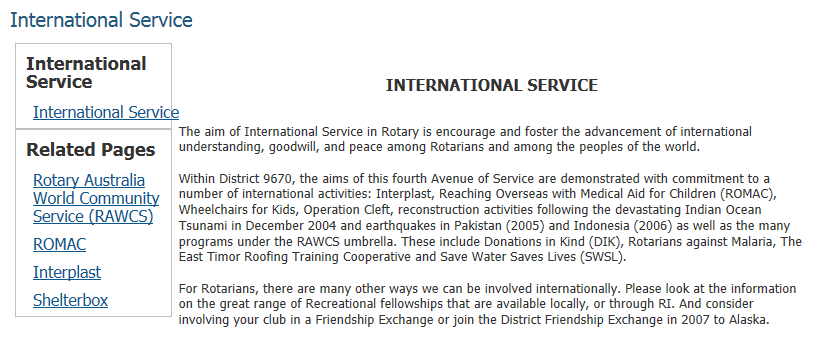 International Service
International
Service
International Service
Related Pages
Rotary Australia
World Community
Service (RAWCS)
ROMAC
Interplast
Shelterbox
INTERNATIONAL SERVICE
The aim of International Service in Rotary is encourage and foster the advancement of international
understanding, goodwill, and peace among Rotarians and among the peoples of the world.
Within District 9670, the aims of this fourth Avenue of Service are demonstrated with commitment to a
number of international activities: Interplast, Reaching Overseas with Medical Aid for Children (ROMAC),
Wheelchairs for Kids, Operation Cleft, reconstruction activities following the devastating Indian Ocean
Tsunami in December 2004 and earthquakes in Pakistan (2005) and Indonesia (2006) as well as the many
programs under the RAWCS umbrella. These include Donations in Kind (DIK), Rotarians against Malaria, The
East Timor Roofing Training Cooperative and Save Water Saves Lives (SWSL).
For Rotarians, there are many other ways we can be involved internationally. Please look at the information
on the great range of Recreational fellowships that are available locally, or through RI. And consider
involving your club in a Friendship Exchange or join the District Friendship Exchange in 2007 to Alaska.